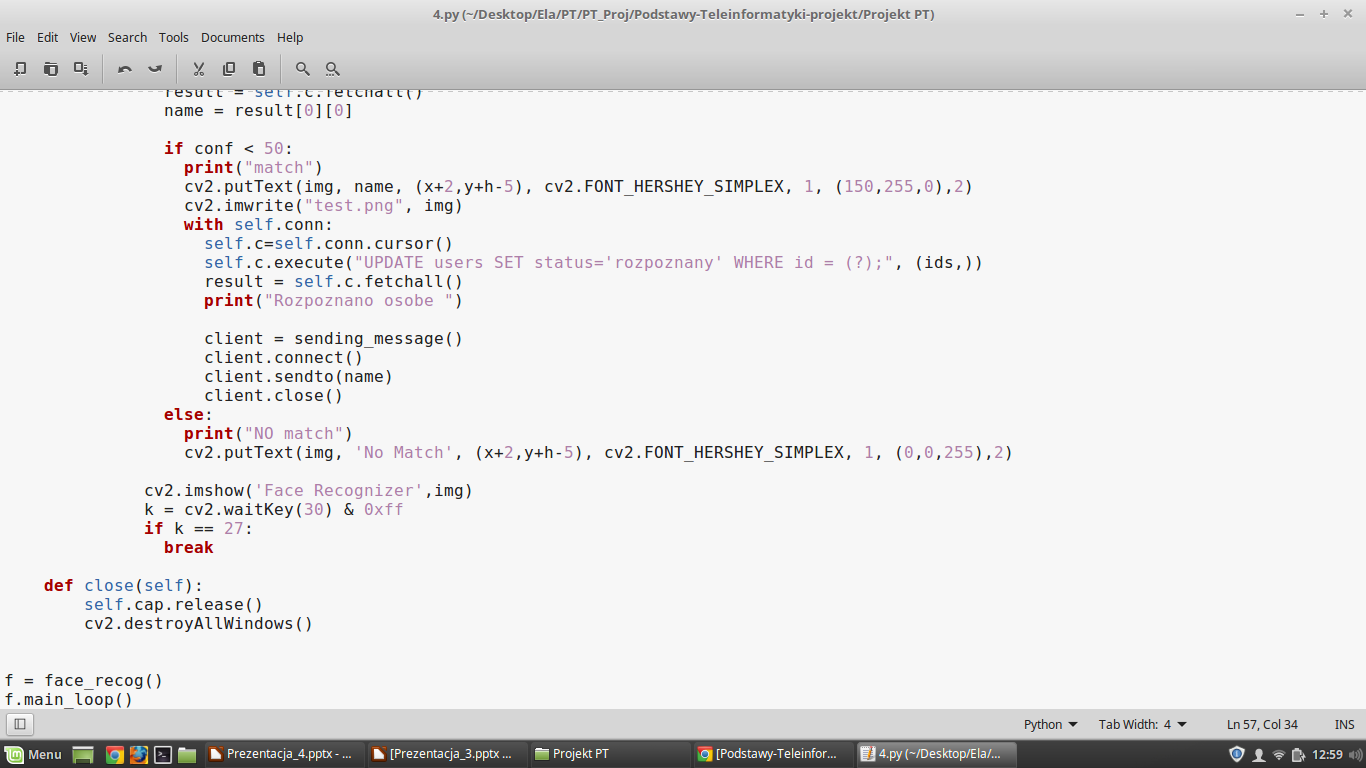 4.py (~/Desktop/Ela/PT/PT_Proj/Podstawy-Teleinformatyki-projekt/Projekt PT)
File Edit View Search Tools Documents Help
result = self.c.fetchall()
name = result[0][0]
if conf < 50:
print("match")
cv2.putText(img, name, (x+2,y+h-5), cv2.FONT_HERSHEY_SIMPLEX, 1, (150,255,0),2)
cv2.imwrite("test.png", img)
with self.conn:
self.c=self.conn.cursor()
self.c.execute("UPDATE users SET status='rozpoznany' WHERE id = (?);", (ids,))
result = self.c.fetchall()
print("Rozpoznano osobe ")
client = sending_message()
client.connect()
client.sendto(name)
client.close()
else:
print("NO match")
cv2.putText(img, 'No Match', (x+2,y+h-5), cv2.FONT_HERSHEY_SIMPLEX, 1, (0,0,255),2)
cv2.imshow('Face Recognizer',img)
k = cv2.waitKey(30) & 0xff
if k == 27:
break
def close(self):
self.cap.release()
cv2.destroyAllWindows()
f = face_recog()
f.main_loop()
Python Tab Width: 4 Ln 57, Col 34 INS
Menu Prezentacja_4.pptx - ... [Prezentacja_3.pptx ... Projekt PT [Podstawy-Teleinfor... 4.py (~/Desktop/Ela/... 12:59